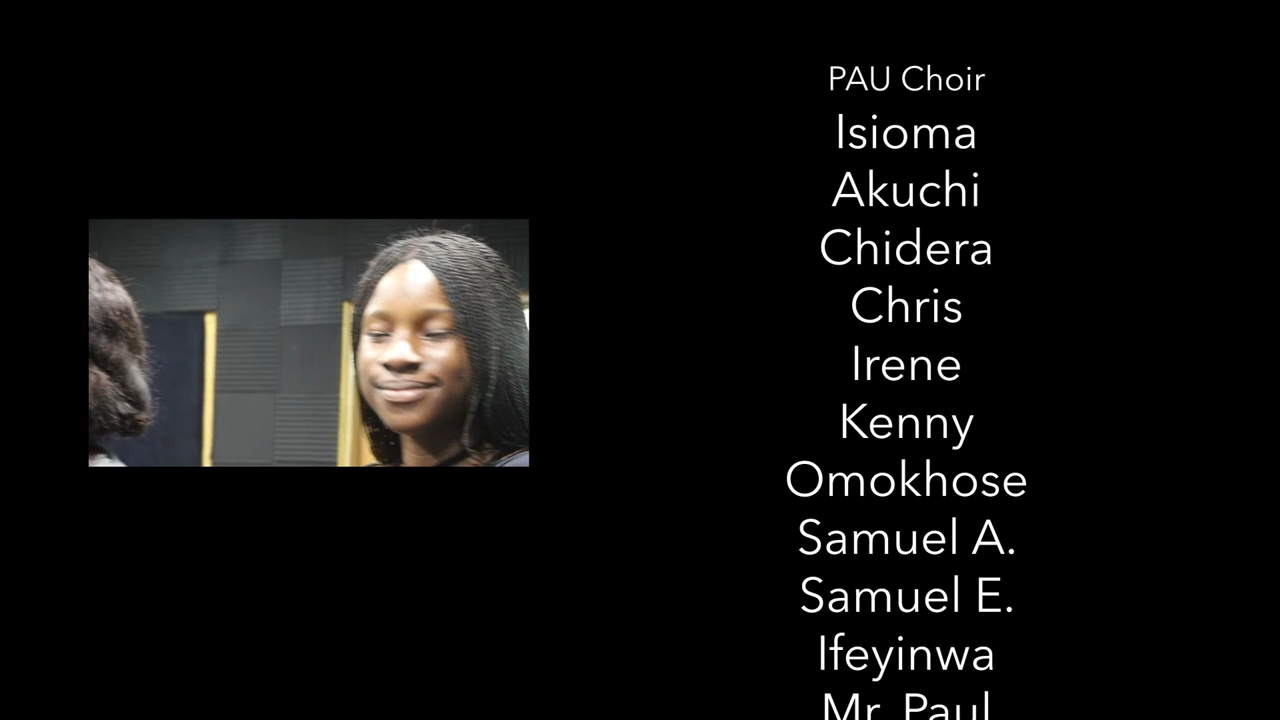 PAU Choir
Isioma
Akuchi
Chidera
Chris
Irene
Kenny
Omokhose
Samuel A.
Samuel E.
Ifeyinwa
Mr. Paul